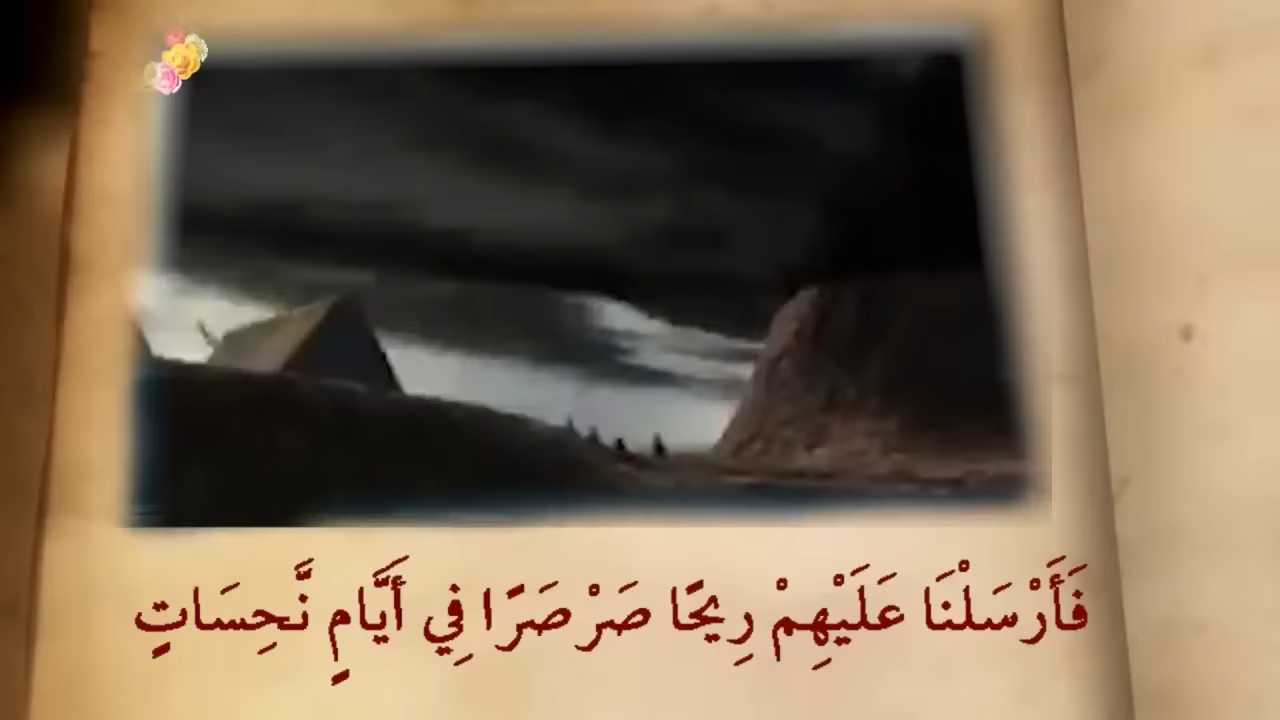 فَأَرْسَلْنَا عَلَيْهِمْ رِيحًا صَرْصَرًا فِي أَيَّامٍ نَّحِسَاتٍ